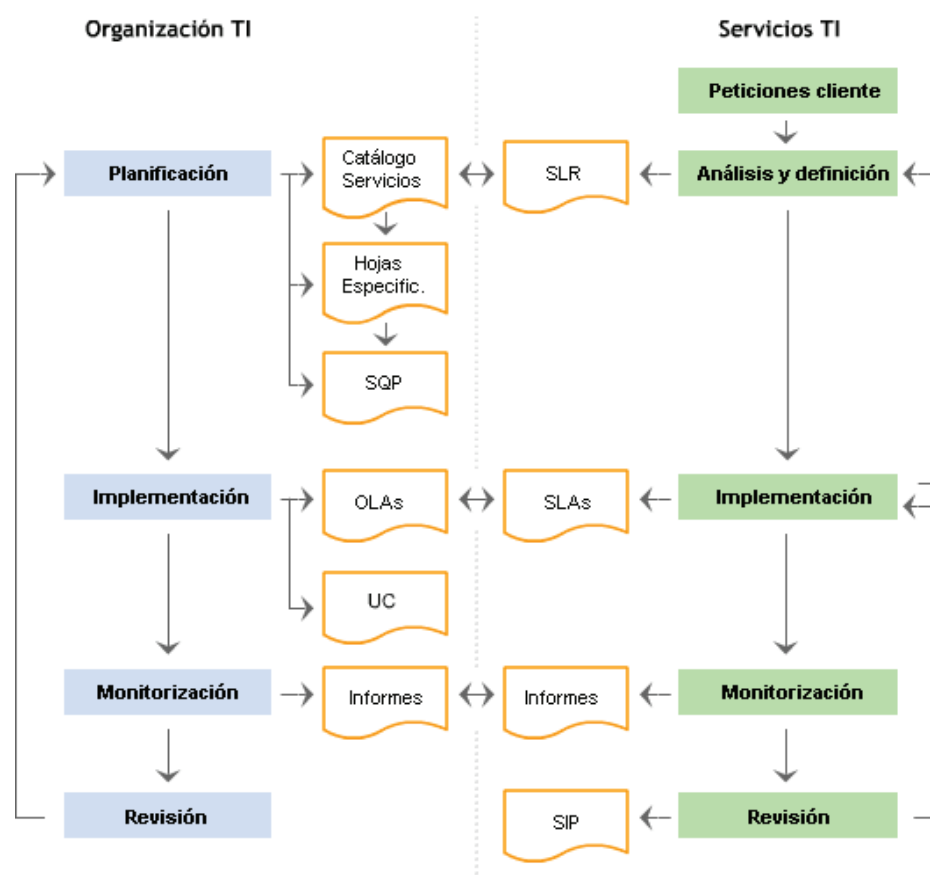 Organización TI
Servicios TI
Peticiones cliente
Planificación
Catálogo
Servicios
SLR
Análisis y definición
Hojas
Especific.
SQP
Implementación
OLAs
SLAs
Implementación
UC
Monitorización
Informes
Informes
Monitorización
Revisión
SIP
Revisión